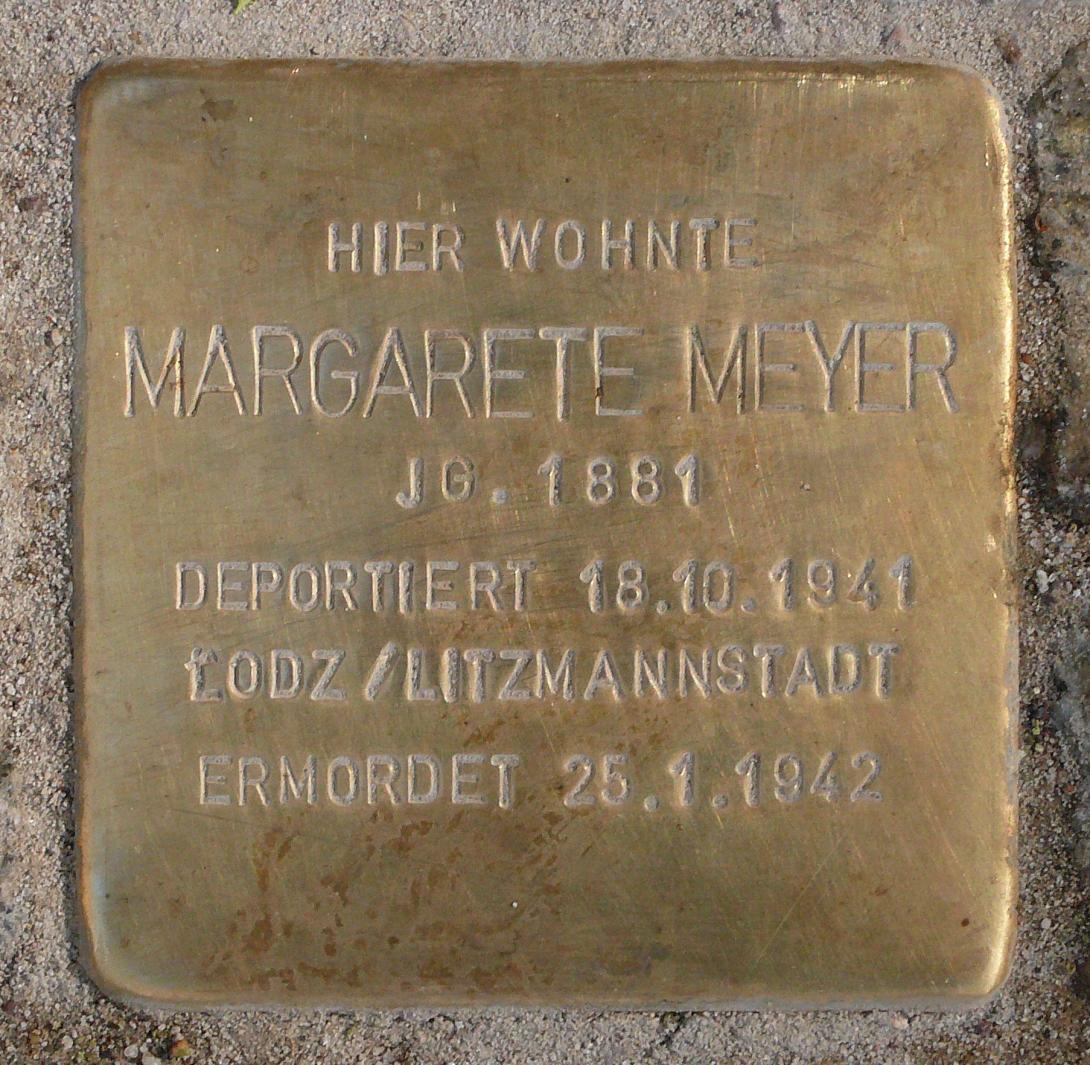 HIER WOHNTE
MARGARETE MEYER
JG. 1881
DEPORTIERT 18.10.1941
ŁODZ/LITZMANNSTADT
ERMORDET 25.1.1942